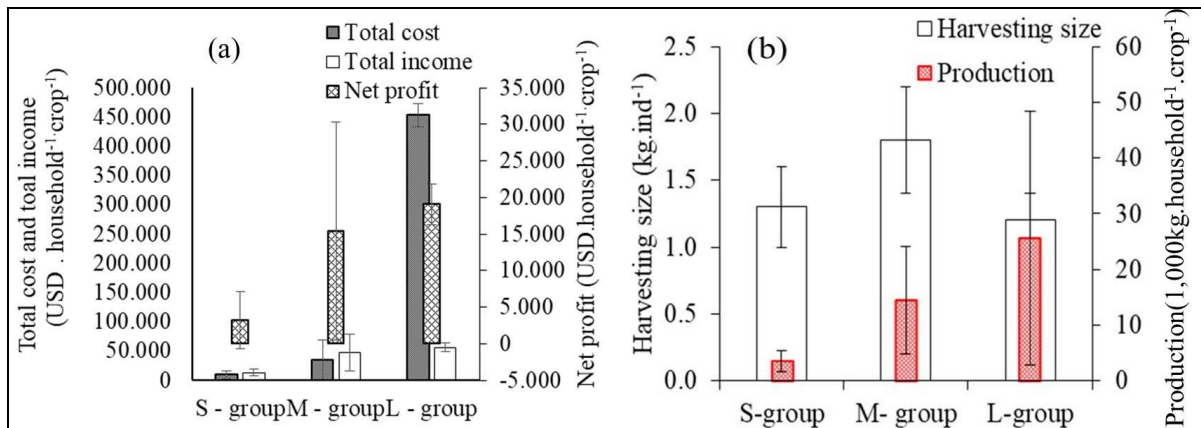 (a)
Total cost
Total income
Net profit
Total cost and toal income
(USD . household-1.crop-1)
500.000
450.000
400.000
350.000
300.000
250.000
200.000
150.000
100.000
50.000
0
35.000
30.000
25.000
20.000
15.000
10.000
5.000
0
-5.000
Net profit (USD.household-1.crop-1)
S - group M - group L - group
(b)
Harvesting size
Production
Harvesting size (kg.ind-1)
2.5
2.0
1.5
1.0
0.5
0.0
60
50
40
30
20
10
0
Production(1,000kg.household-1.crop-1)
S-group M- group L-group